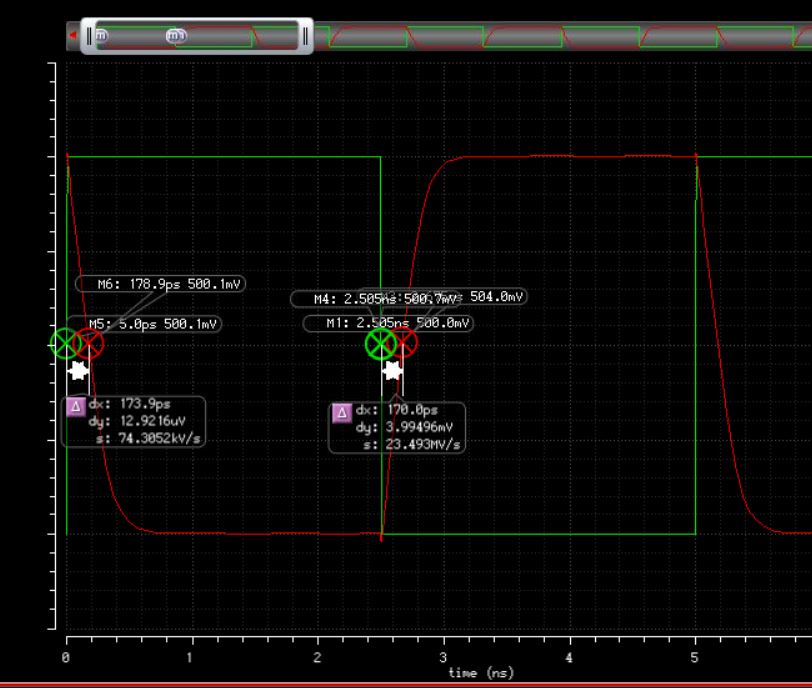 M6: 178.9ps 500.1mV
M5: 5.0ps 500.1mV
M4: 2.505ns 500.7mV
504.0mV
M1: 2.505ns 500.0mV
Δ dx: 173.9ps
dy: 12.9216uV
s: 74.3052kV/s
Δ dx: 170.0ps
dy: 3.99496mV
s: 23.493MV/s
0 1 2 3 4 5
time (ns)